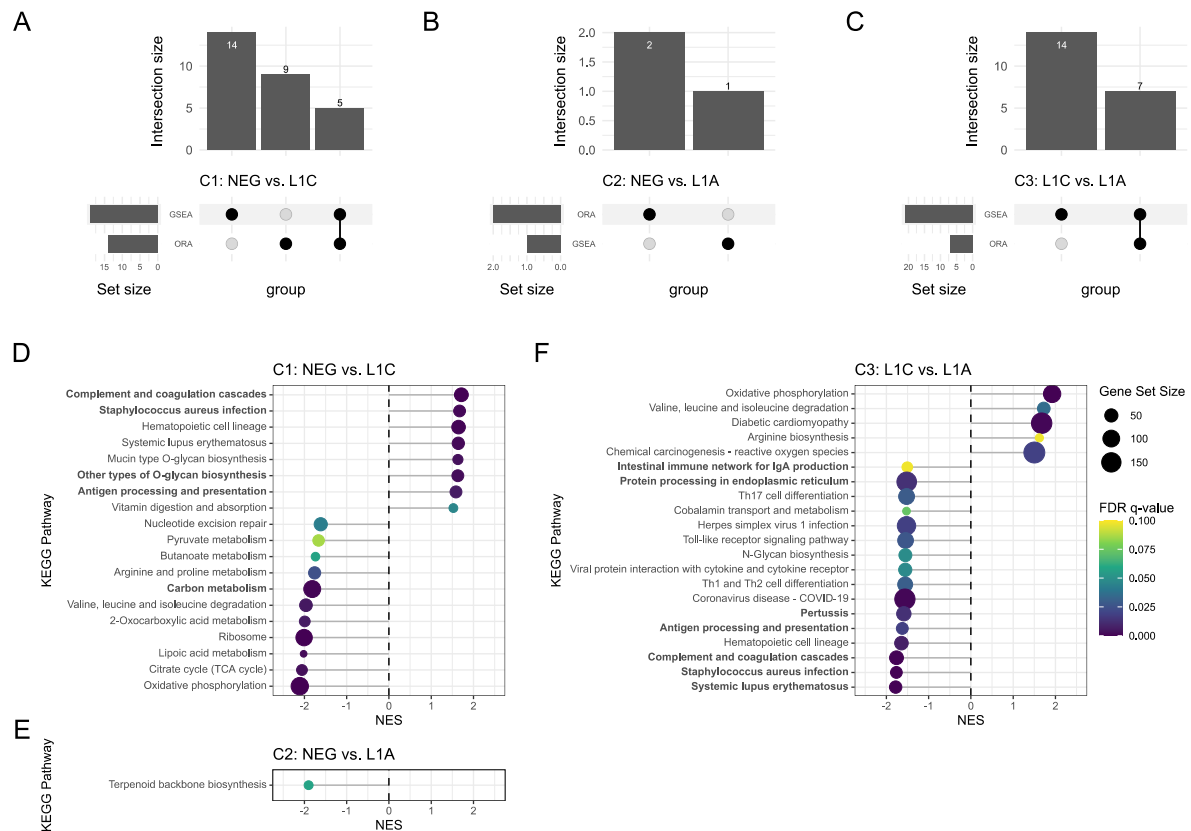 A
Intersection size
10
5
0
14
9
5
C1: NEG vs. L1C
GSEA
ORA
15 10 5 0
Set size
group
B
Intersection size
2.0
1.5
1.0
0.5
0.0
2
1
C2: NEG vs. L1A
ORA
GSEA
2.0 1.0 0.0
Set size
group
C
Intersection size
10
5
0
14
7
C3: L1C vs. L1A
GSEA
ORA
20 15 10 5 0
Set size
group
D
C1: NEG vs. L1C
KEGG Pathway
Complement and coagulation cascades
Staphylococcus aureus infection
Hematopoietic cell lineage
Systemic lupus erythematosus
Mucin type O-glycan biosynthesis
Other types of O-glycan biosynthesis
Antigen processing and presentation
Vitamin digestion and absorption
Nucleotide excision repair
Pyruvate metabolism
Butanoate metabolism
Arginine and proline metabolism
Carbon metabolism
Valine, leucine and isoleucine degradation
2-Oxocarboxylic acid metabolism
Ribosome
Lipoic acid metabolism
Citrate cycle (TCA cycle)
Oxidative phosphorylation
-2 -1 0 1 2
NES
E
C2: NEG vs. L1A
KEGG Pathway
Terpenoid backbone biosynthesis
-2 -1 0 1 2
NES
F
C3: L1C vs. L1A
KEGG Pathway
Oxidative phosphorylation
Valine, leucine and isoleucine degradation
Diabetic cardiomyopathy
Arginine biosynthesis
Chemical carcinogenesis - reactive oxygen species
Intestinal immune network for IgA production
Protein processing in endoplasmic reticulum
Th17 cell differentiation
Cobalamin transport and metabolism
Herpes simplex virus 1 infection
Toll-like receptor signaling pathway
N-Glycan biosynthesis
Viral protein interaction with cytokine and cytokine receptor
Th1 and Th2 cell differentiation
Coronavirus disease - COVID-19
Pertussis
Antigen processing and presentation
Hematopoietic cell lineage
Complement and coagulation cascades
Staphylococcus aureus infection
Systemic lupus erythematosus
-2 -1 0 1 2
NES
Gene Set Size
50
100
150
FDR q-value
0.100
0.075
0.050
0.025
0.000